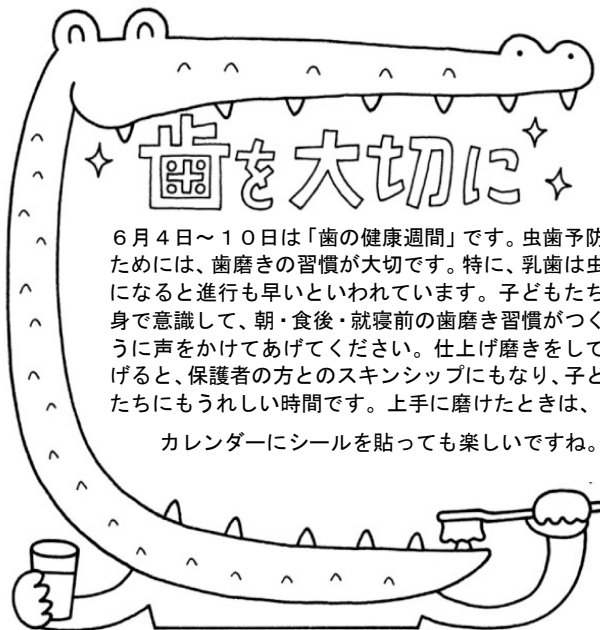 歯を大切に
6月4日~10日は「歯の健康週間」です。虫歯予防
ためには、歯磨きの習慣が大切です。特に、乳歯は虫
になると進行も早いといわれています。子どもたち
身で意識して、朝・食後・就寝前の歯磨き習慣がつく
うに声をかけてあげてください。仕上げ磨きをして
げると、保護者の方とのスキンシップにもなり、子ど
たちにもうれしい時間です。上手に磨けたときは、
カレンダーにシールを貼っても楽しいですね。